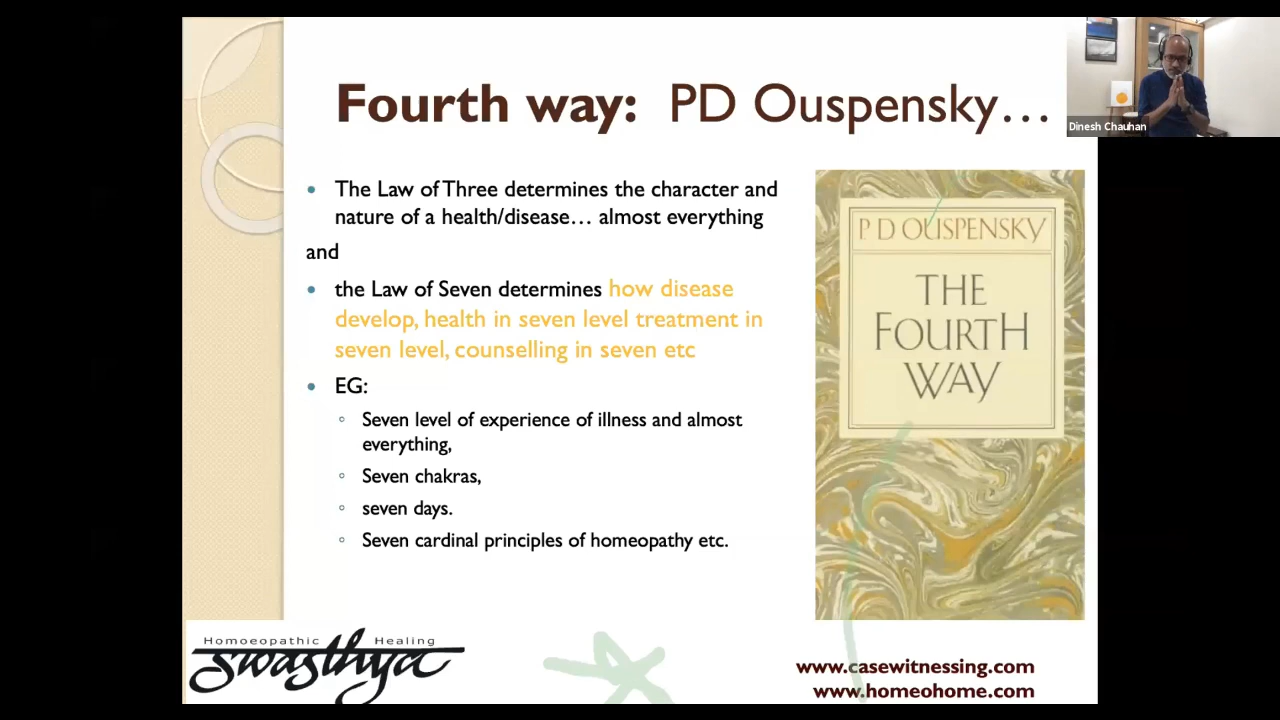 Fourth way: PD Ouspensky...
Dinesh Chauhan
The Law of Three determines the character and
nature of a health/disease... almost everything
and
the Law of Seven determines how disease
develop, health in seven level treatment in
seven level, counselling in seven etc
EG:
Seven level of experience of illness and almost
everything,
Seven chakras,
seven days.
Seven cardinal principles of homeopathy etc.
P D OUSPENSKY
THE
FOURTH
WAY
Homoeopathic Healing
swasthya
www.casewitnessing.com
www.homeohome.com